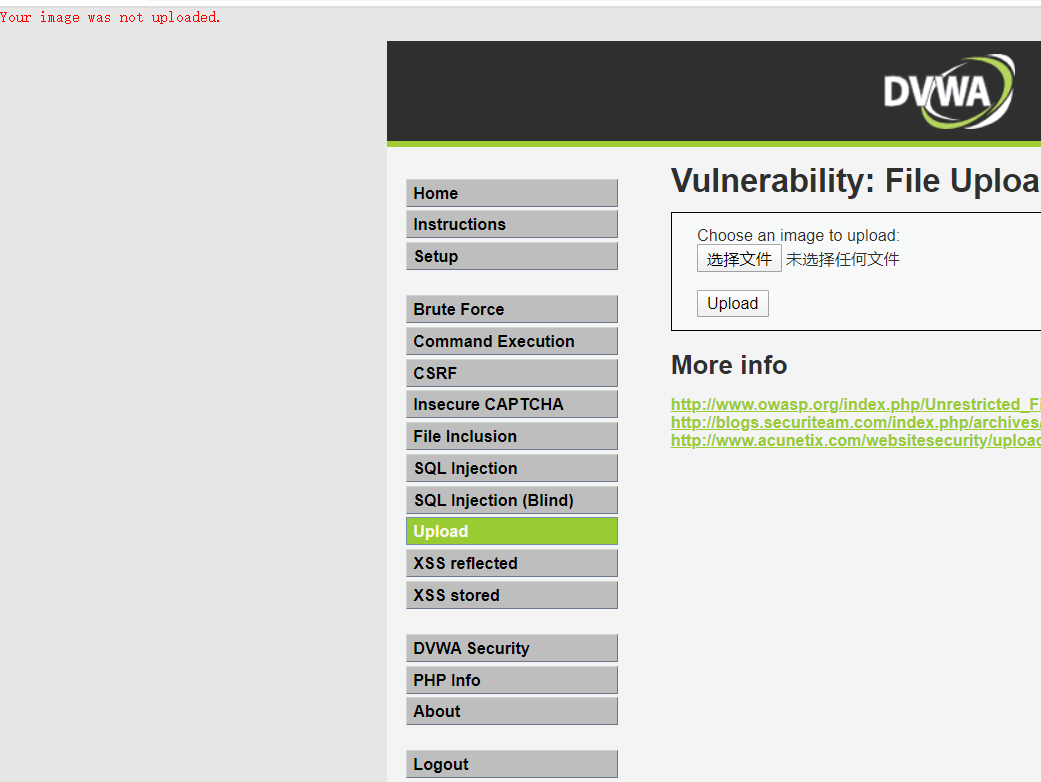 Your image was not uploaded.
DVWA
Home
Instructions
Setup
Brute Force
Command Execution
CSRF
Insecure CAPTCHA
File Inclusion
SQL Injection
SQL Injection (Blind)
Upload
XSS reflected
XSS stored
DVWA Security
PHP Info
About
Logout
Vulnerability: File Uploa
Choose an image to upload:
选择文件 未选择任何文件
Upload
More info
http://www.owasp.org/index.php/Unrestricted_Fi
http://blogs.securiteam.com/index.php/archives/
http://www.acunetix.com/websitesecurity/upload